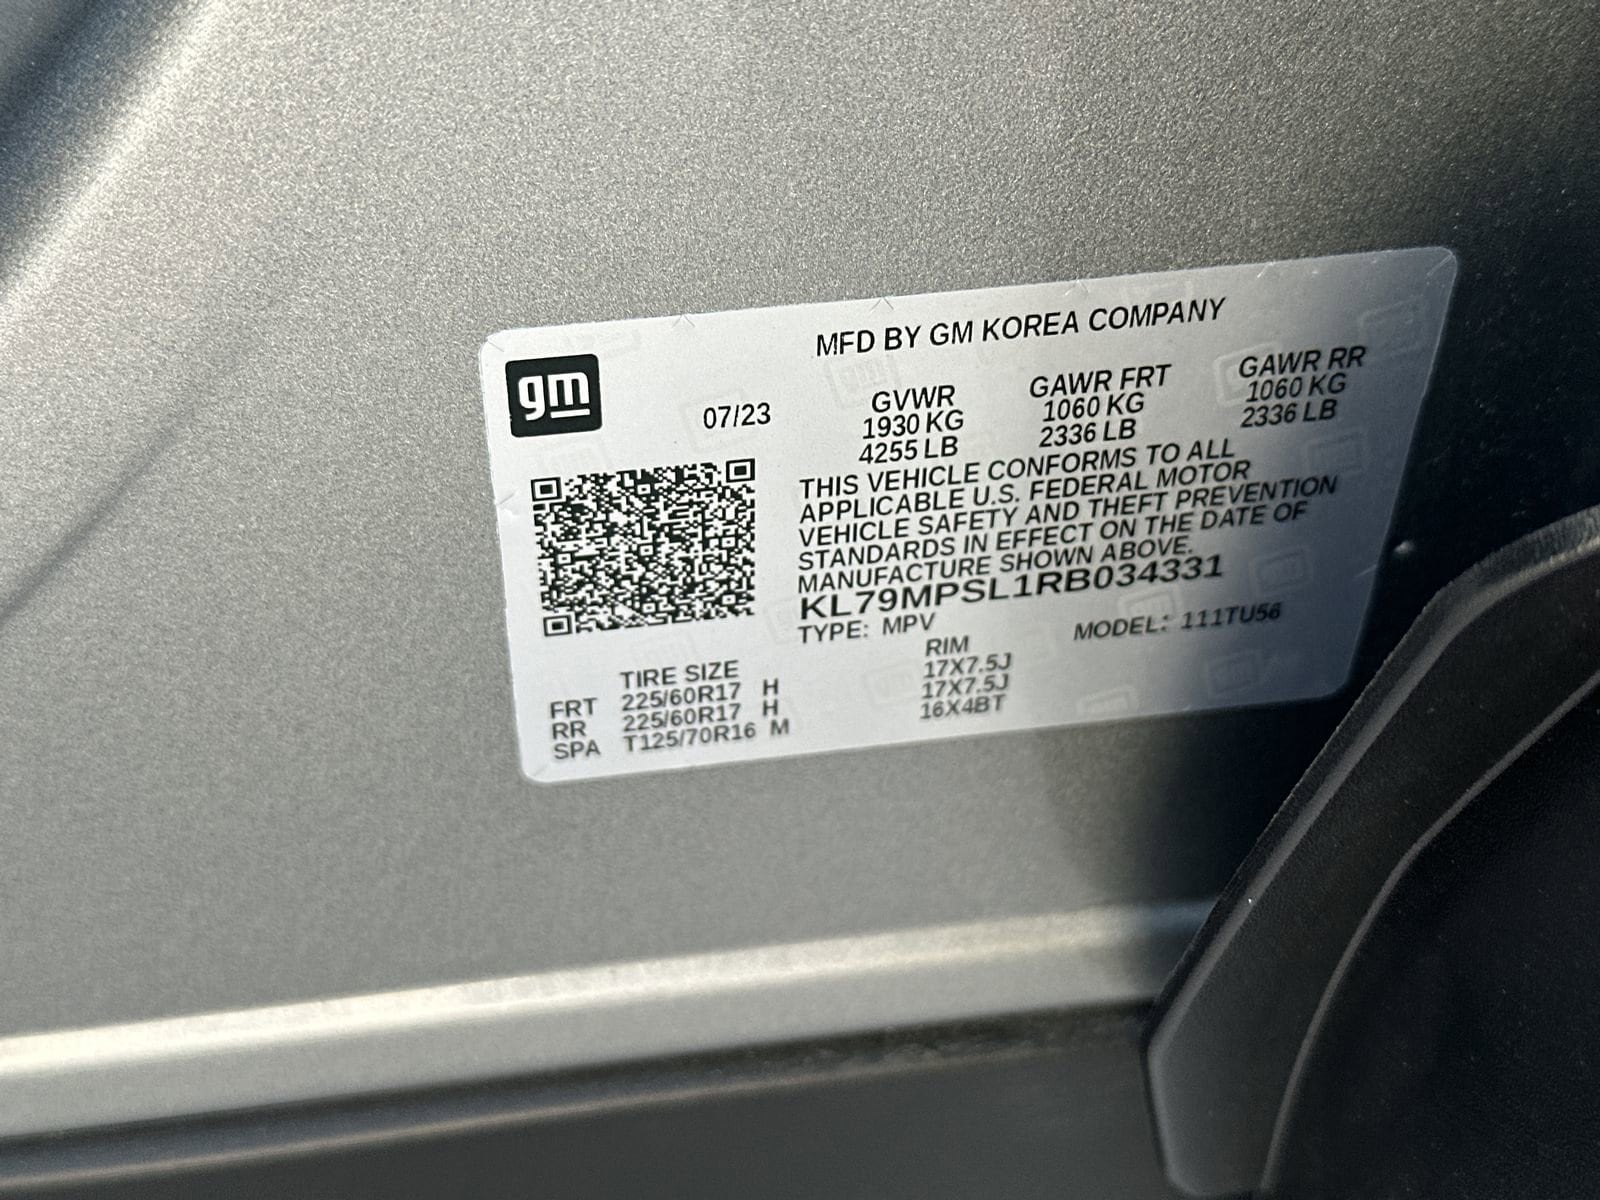 MFD BY GM KOREA COMPANY
gm
07/23
GVWR GAWR FRT GAWR RR
1930 KG 1060 KG 1060 KG
4255 LB 2336 LB 2336 LB
THIS VEHICLE CONFORMS TO ALL
APPLICABLE U.S. FEDERAL MOTOR
VEHICLE SAFETY AND THEFT PREVENTION
STANDARDS IN EFFECT ON THE DATE OF
MANUFACTURE SHOWN ABOVE.
KL79MPSL1RB034331
TYPE: MPV MODEL: 111TU56
TIRE SIZE RIM
FRT 225/60R17 H 17X7.5J
RR 225/60R17 H 17X7.5J
SPA T125/70R16 M 16X4BT